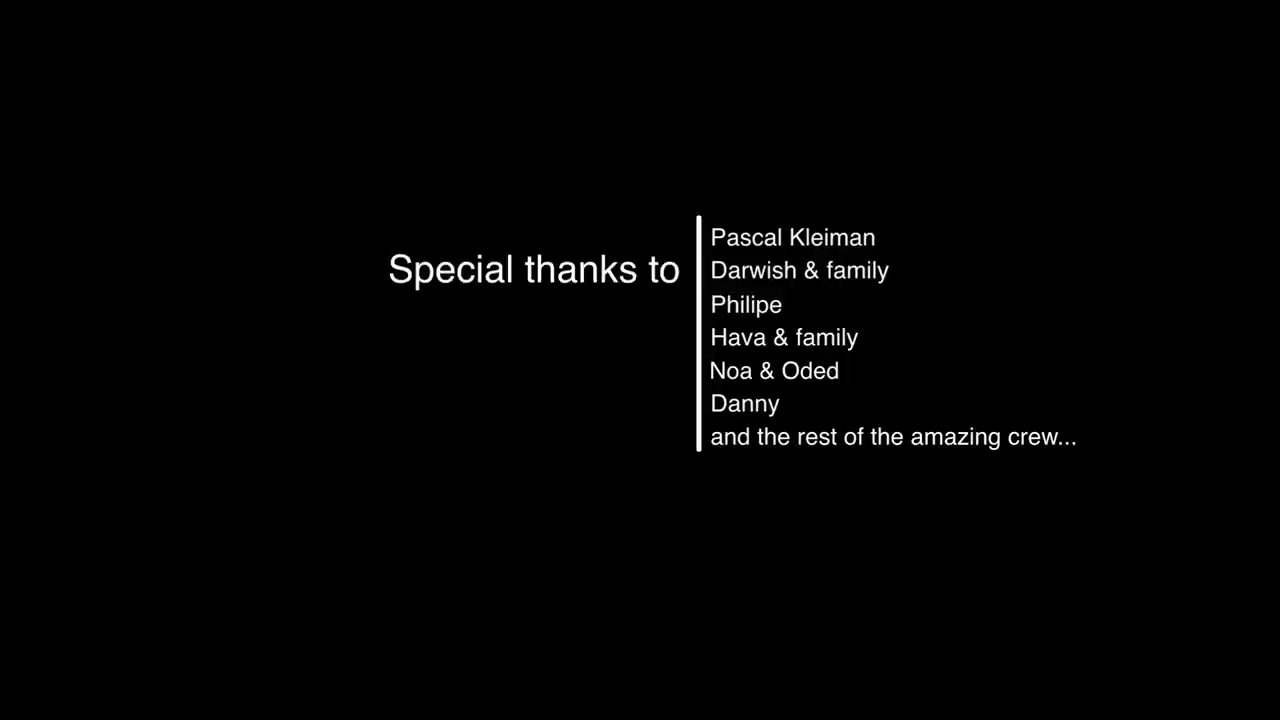 Special thanks to
Pascal Kleiman
Darwish & family
Philipe
Hava & family
Noa & Oded
Danny
and the rest of the amazing crew...